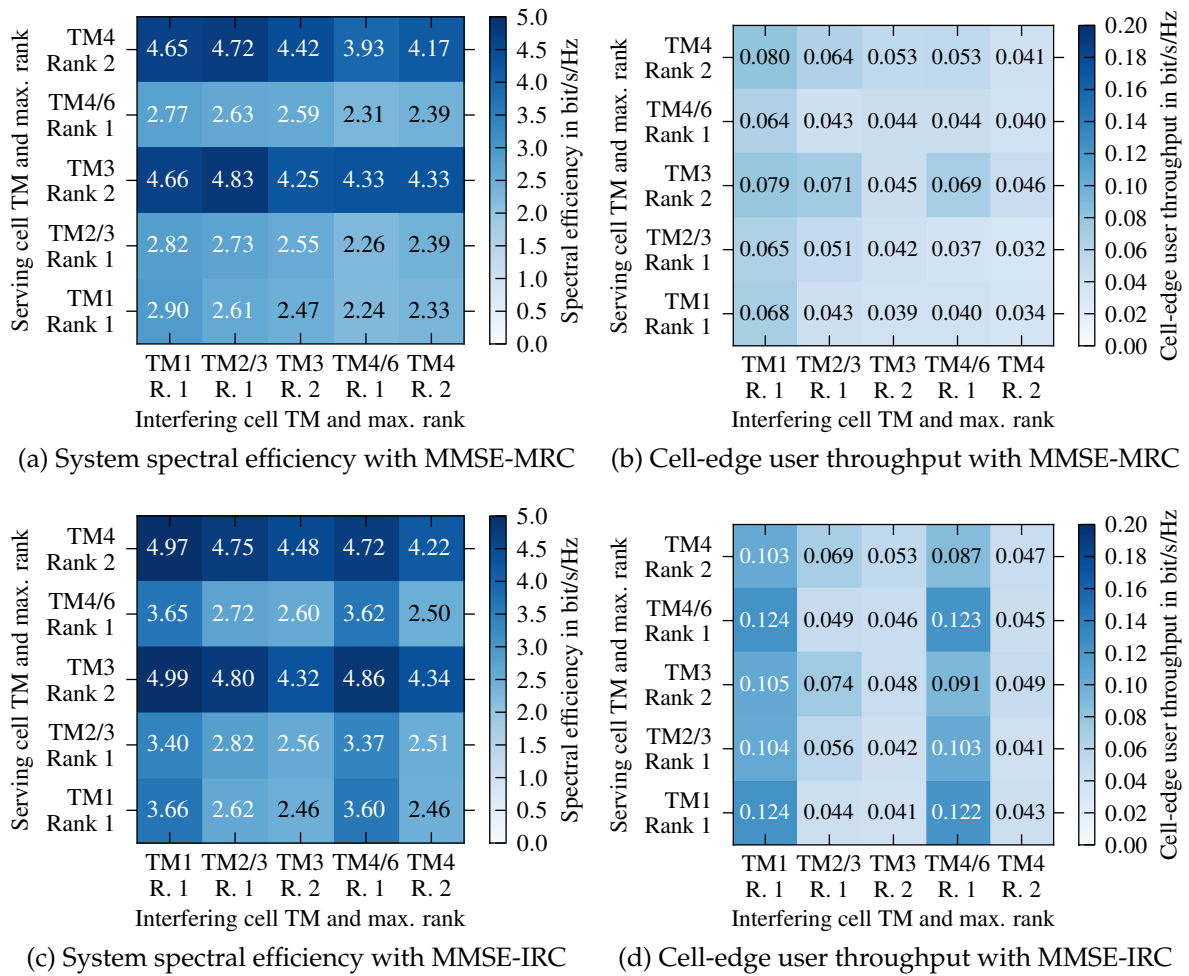 Serving cell TM and max. rank
TM4 Rank 2 4.65 4.72 4.42 3.93 4.17
TM4/6 Rank 1 2.77 2.63 2.59 2.31 2.39
TM3 Rank 2 4.66 4.83 4.25 4.33 4.33
TM2/3 Rank 1 2.82 2.73 2.55 2.26 2.39
TM1 Rank 1 2.90 2.61 2.47 2.24 2.33
TM1 TM2/3 TM3 TM4/6 TM4
R. 1 R. 1 R. 2 R. 1 R. 2
Interfering cell TM and max. rank
5.0
4.5
4.0
3.5
3.0
2.5
2.0
1.5
1.0
0.5
0.0
Spectral efficiency in bit/s/Hz
(a) System spectral efficiency with MMSE-MRC
Serving cell TM and max. rank
TM4 Rank 2 0.080 0.064 0.053 0.053 0.041
TM4/6 Rank 1 0.064 0.043 0.044 0.044 0.040
TM3 Rank 2 0.079 0.071 0.045 0.069 0.046
TM2/3 Rank 1 0.065 0.051 0.042 0.037 0.032
TM1 Rank 1 0.068 0.043 0.039 0.040 0.034
TM1 TM2/3 TM3 TM4/6 TM4
R. 1 R. 1 R. 2 R. 1 R. 2
Interfering cell TM and max. rank
0.20
0.18
0.16
0.14
0.12
0.10
0.08
0.06
0.04
0.02
0.00
Cell-edge user throughput in bit/s/Hz
(b) Cell-edge user throughput with MMSE-MRC
Serving cell TM and max. rank
TM4 Rank 2 4.97 4.75 4.48 4.72 4.22
TM4/6 Rank 1 3.65 2.72 2.60 3.62 2.50
TM3 Rank 2 4.99 4.80 4.32 4.86 4.34
TM2/3 Rank 1 3.40 2.82 2.56 3.37 2.51
TM1 Rank 1 3.66 2.62 2.46 3.60 2.46
TM1 TM2/3 TM3 TM4/6 TM4
R. 1 R. 1 R. 2 R. 1 R. 2
Interfering cell TM and max. rank
5.0
4.5
4.0
3.5
3.0
2.5
2.0
1.5
1.0
0.5
0.0
Spectral efficiency in bit/s/Hz
(c) System spectral efficiency with MMSE-IRC
Serving cell TM and max. rank
TM4 Rank 2 0.103 0.069 0.053 0.087 0.047
TM4/6 Rank 1 0.124 0.049 0.046 0.123 0.045
TM3 Rank 2 0.105 0.074 0.048 0.091 0.049
TM2/3 Rank 1 0.104 0.056 0.042 0.103 0.041
TM1 Rank 1 0.124 0.044 0.041 0.122 0.043
TM1 TM2/3 TM3 TM4/6 TM4
R. 1 R. 1 R. 2 R. 1 R. 2
Interfering cell TM and max. rank
0.20
0.18
0.16
0.14
0.12
0.10
0.08
0.06
0.04
0.02
0.00
Cell-edge user throughput in bit/s/Hz
(d) Cell-edge user throughput with MMSE-IRC